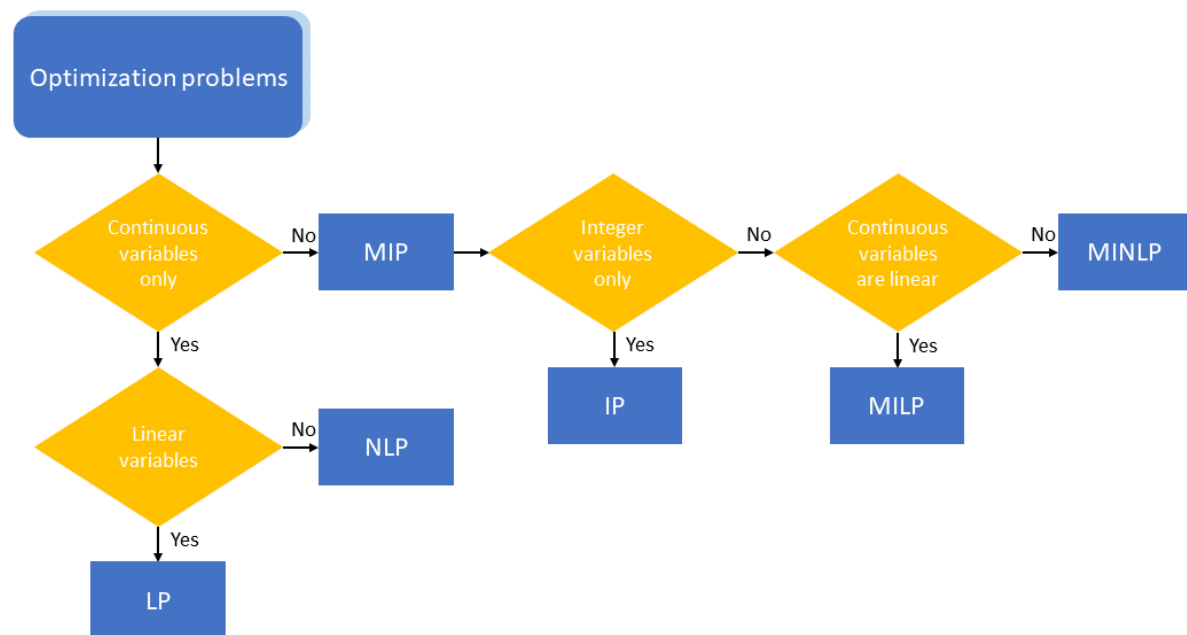 Optimization problems
Continuous
variables
only
No
MIP
Integer
variables
only
No
Continuous
variables
are linear
No
MINLP
Yes
Yes
Yes
Linear
variables
No
NLP
IP
MILP
Yes
LP